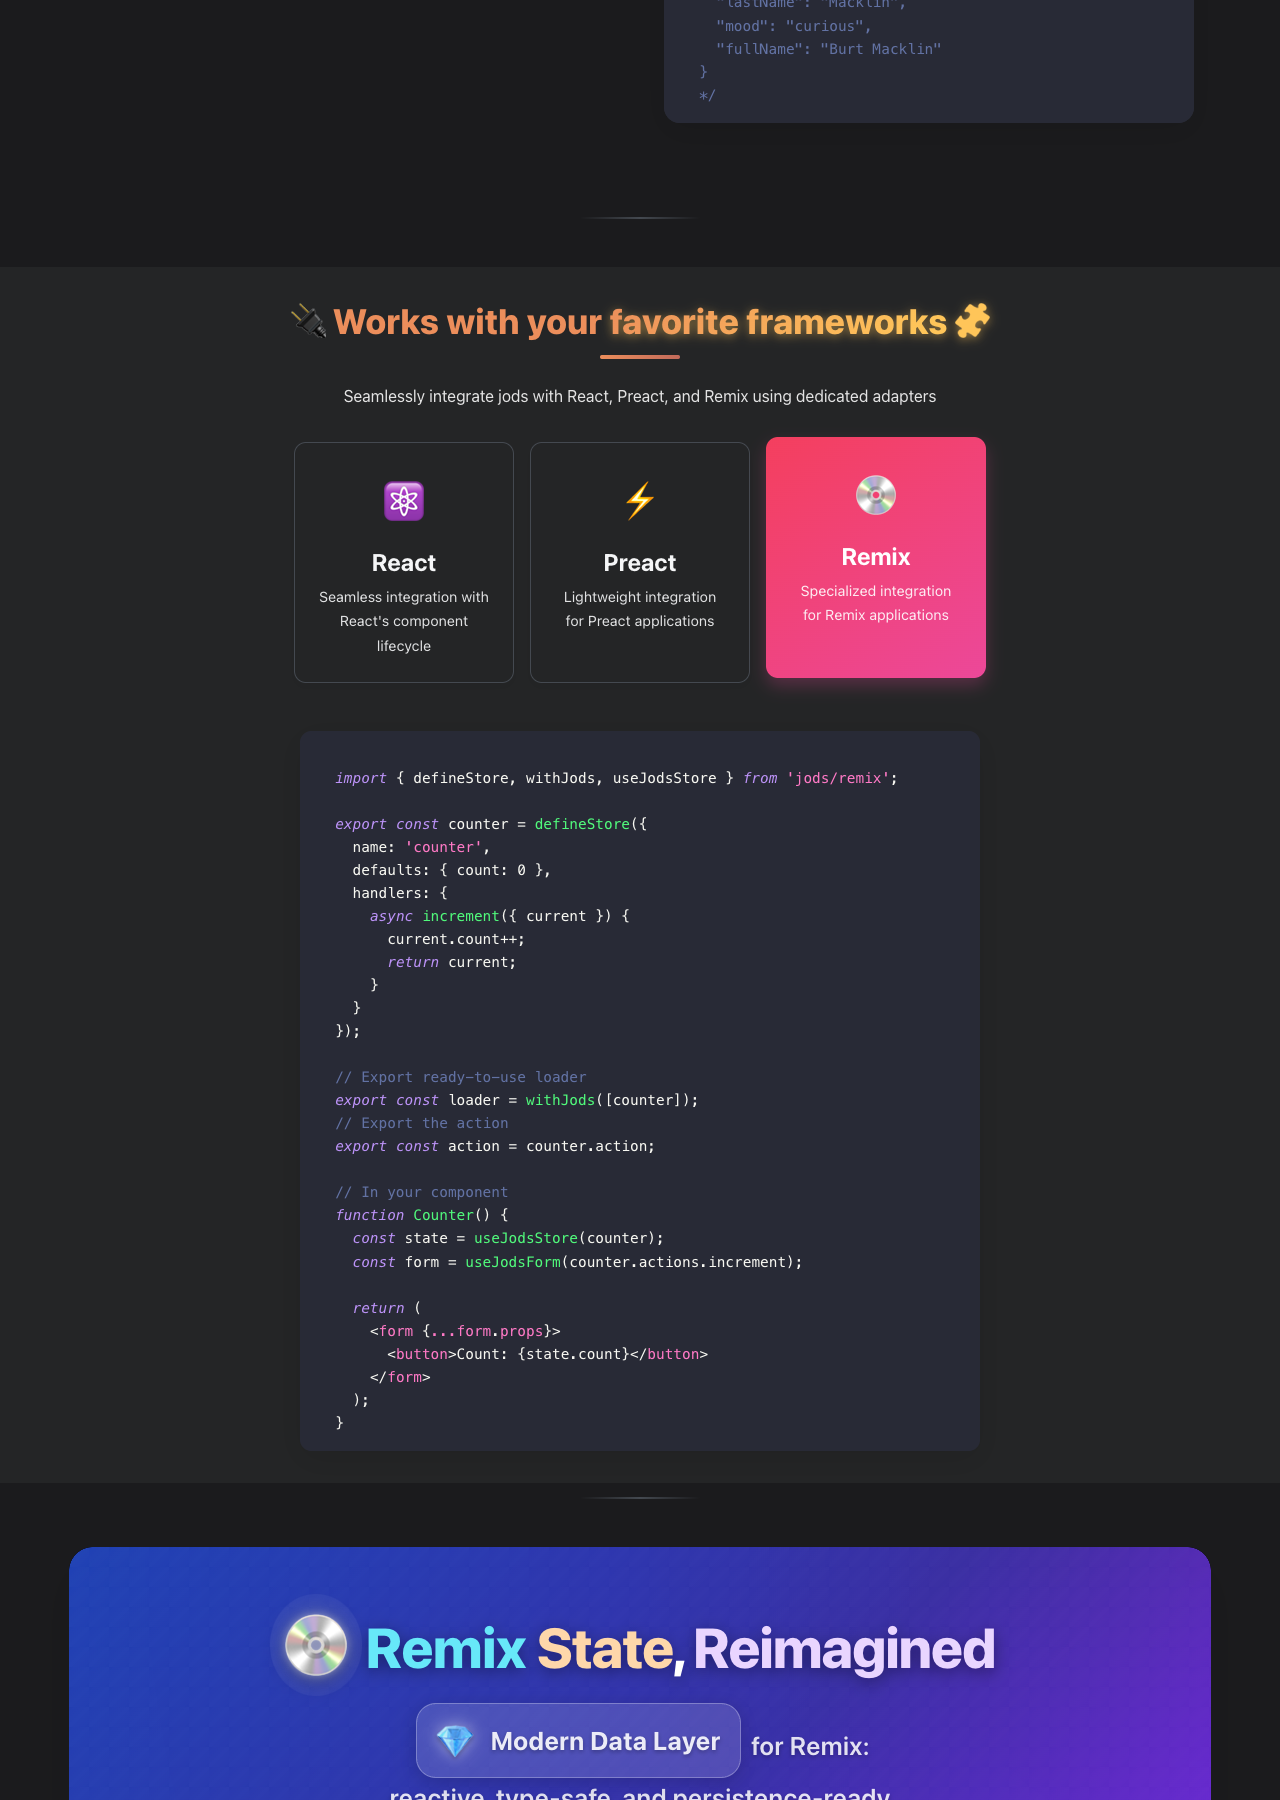 "lastName": "Macklin",
"mood": "curious",
"fullName": "Burt Macklin"
}
*/
Works with your favorite frameworks
Seamlessly integrate jods with React, Preact, and Remix using dedicated adapters
React
Seamless integration with
React's component
lifecycle
Preact
Lightweight integration
for Preact applications
Remix
Specialized integration
for Remix applications
import { defineStore, withJods, useJodsStore } from 'jods/remix';
export const counter = defineStore({
name: 'counter',
defaults: { count: 0 },
handlers: {
async increment({ current }) {
current.count++;
return current;
}
}
});
// Export ready-to-use loader
export const loader = withJods([counter]);
// Export the action
export const action = counter.action;
// In your component
function Counter() {
const state = useJodsStore(counter);
const form = useJodsForm(counter.actions.increment);
return (
<form {...form.props}>
<button>Count: {state.count}</button>
</form>
);
}
Remix State, Reimagined
Modern Data Layer for Remix:
reactive, type-safe, and persistence-ready